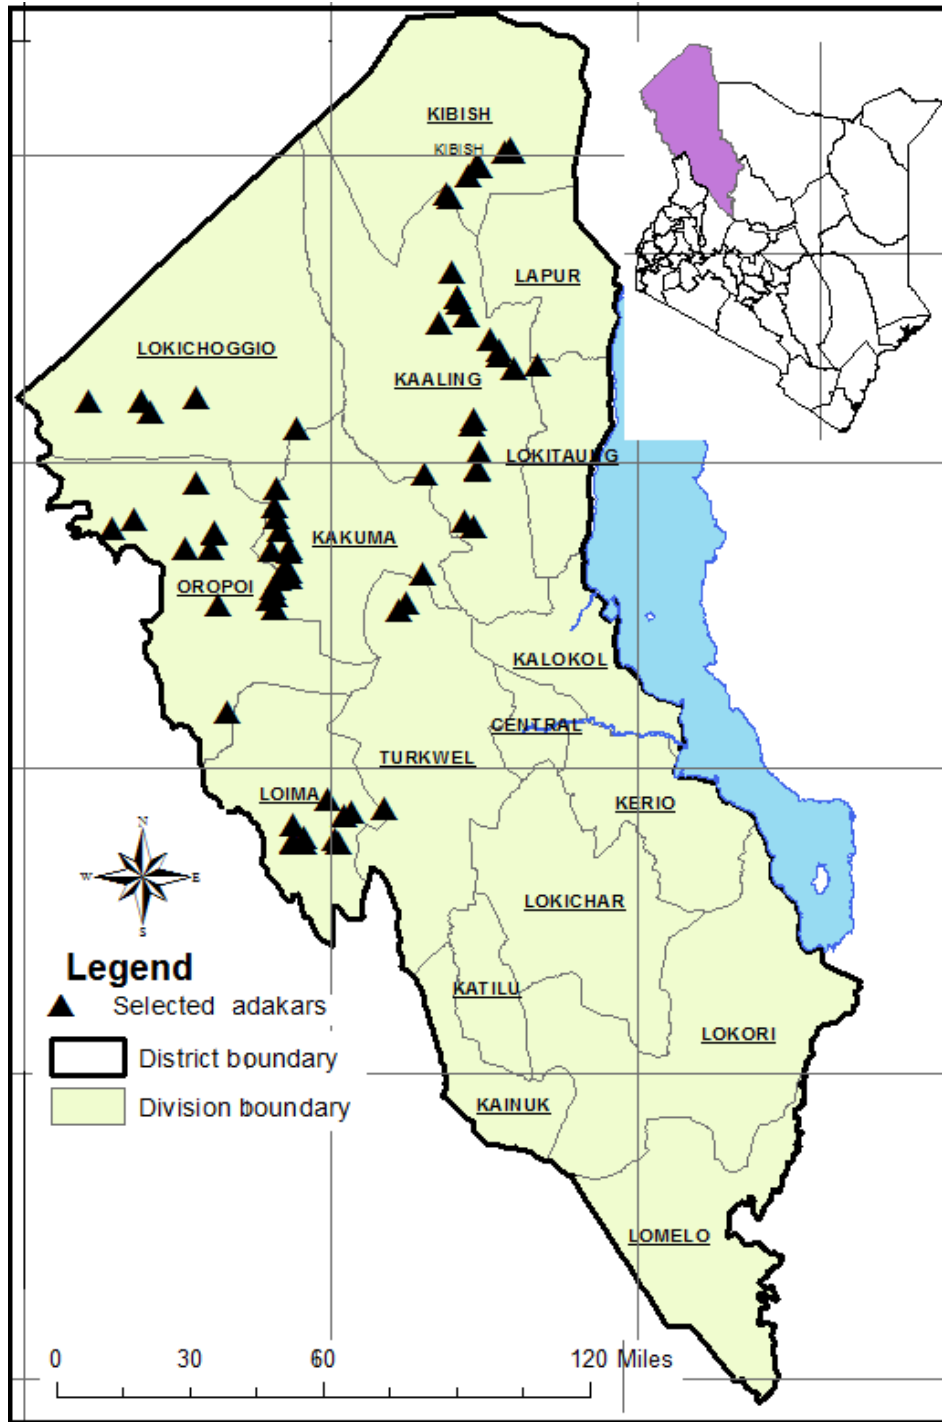 KIBISH
KIBISH
LAPUR
LOKICHOGGIO
KAALING
LOKITAUNG
KAKUMA
OROPOI
KALOKOL
CENTRAL
TURKWEL
LOIMA
KERIO
N
W E
S
LOKICHAR
Legend
KATILU
Selected adakars
LOKORI
District boundary
Division boundary
KAINUK
LOMELO
0 30 60 120 Miles